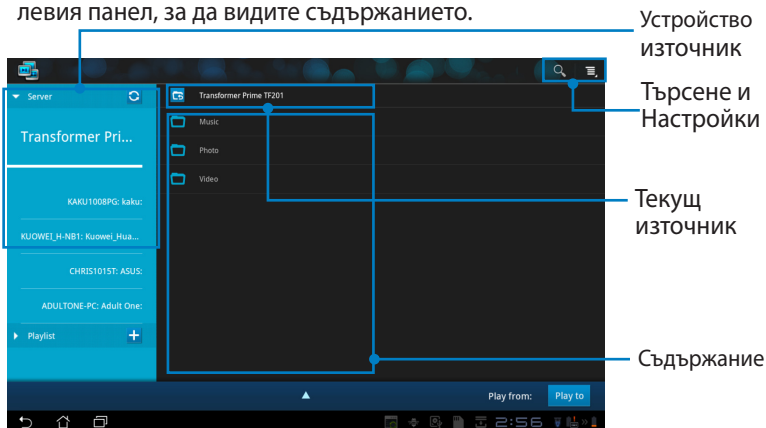 левия панел, за да видите съдържанието.
Устройство
източник
Търсене и
Настройки
Текущ
източник
Съдържание
Server
Transformer Pri...
KAKU1008PG: kaku:
KUOWEI_H-NB1: Kuowei_Hua...
CHRIS1015T: ASUS:
ADULTONE-PC: Adult One:
Playlist
Transformer Prime TF201
Music
Photo
Video
Play from:
Play to
2:56